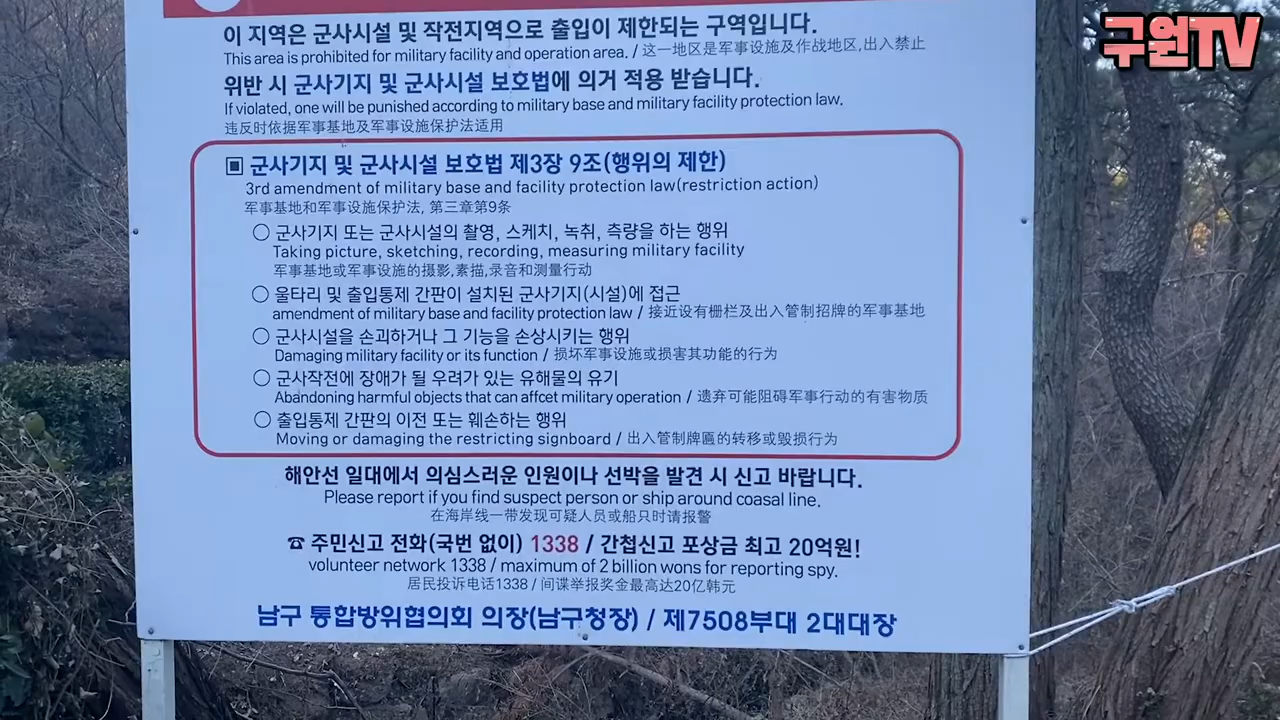 구원TV
이 지역은 군사시설 및 작전지역으로 출입이 제한되는 구역입니다.
This area is prohibited for military facility and operation area. / 这一地区是军事设施及作战地区,出入禁止
위반 시 군사기지 및 군사시설 보호법에 의거 적용 받습니다.
If violated, one will be punished according to military base and military facility protection law.
违反时依据军事基地及军事设施保护法适用
▣ 군사기지 및 군사시설 보호법 제3장 9조(행위의 제한)
3rd amendment of military base and facility protection law(restriction action)
军事基地和军事设施保护法, 第三章第9条
○ 군사기지 또는 군사시설의 촬영, 스케치, 녹취, 측량을 하는 행위
Taking picture, sketching, recording, measuring military facility
军事基地或军事设施的摄影,素描,录音和测量行动
○ 울타리 및 출입통제 간판이 설치된 군사기지(시설)에 접근
amendment of military base and facility protection law / 接近设有栅栏及出入管制招牌的军事基地
○ 군사시설을 손괴하거나 그 기능을 손상시키는 행위
Damaging military facility or its function / 损坏军事设施或损害其功能的行为
○ 군사작전에 장애가 될 우려가 있는 유해물의 유기
Abandoning harmful objects that can affcet military operation / 遗弃可能阻碍军事行动的有害物质
○ 출입통제 간판의 이전 또는 훼손하는 행위
Moving or damaging the restricting signboard / 出入管制牌匾的转移或毁损行为
해안선 일대에서 의심스러운 인원이나 선박을 발견 시 신고 바랍니다.
Please report if you find suspect person or ship around coasal line.
在海岸线一带发现可疑人员或船只时请报警
☎ 주민신고 전화(국번 없이) 1338 / 간첩신고 포상금 최고 20억원!
volunteer network 1338 / maximum of 2 billion wons for reporting spy.
居民投诉电话1338 / 间谍举报奖金最高达20亿韩元
남구 통합방위협의회 의장(남구청장) / 제7508부대 2대대장